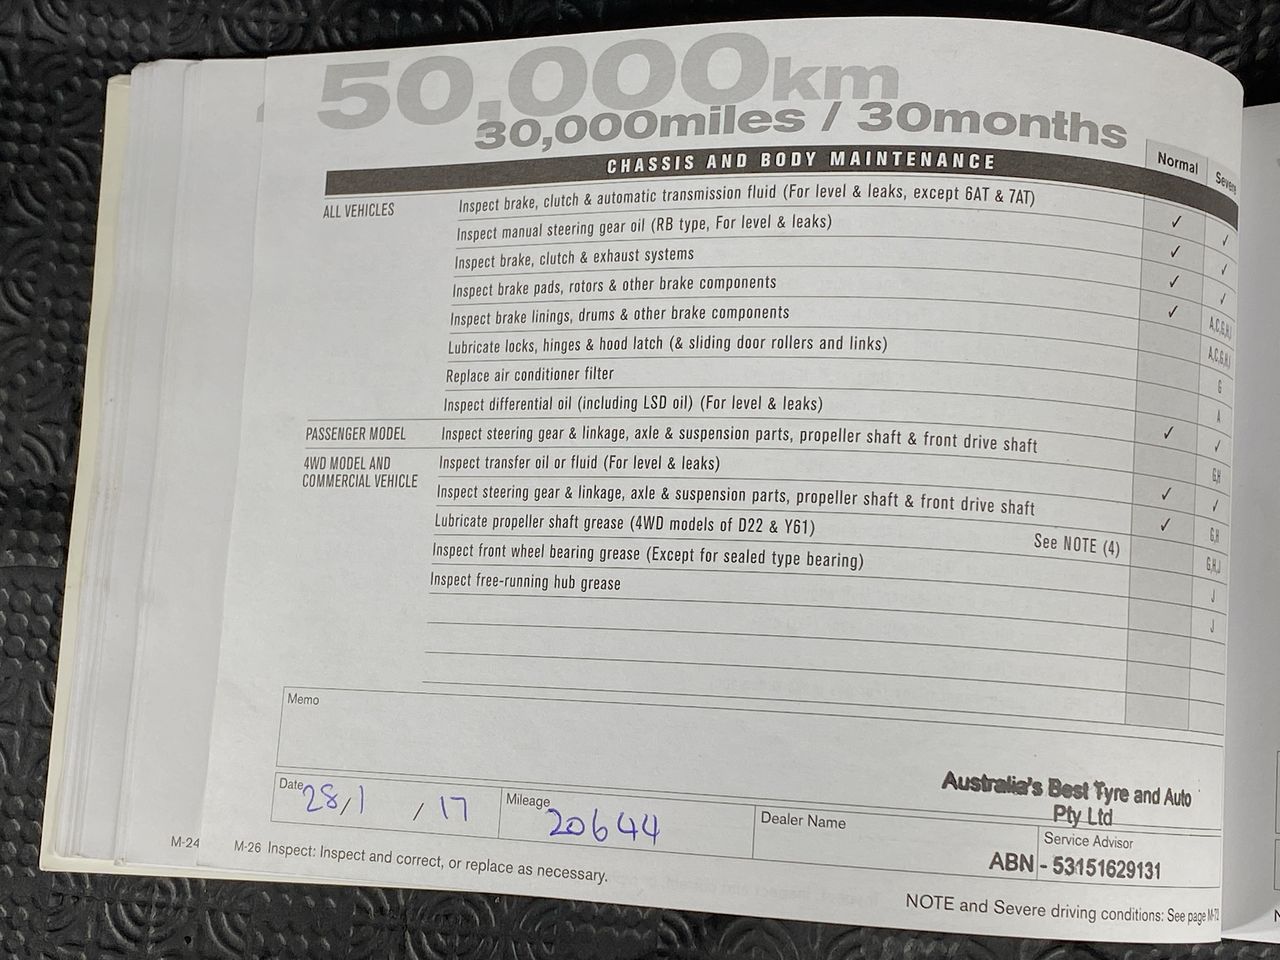 50,000km
30,000miles / 30months
CHASSIS AND BODY MAINTENANCE
Normal
Severe
ALL VEHICLES
Inspect brake, clutch & automatic transmission fluid (For level & leaks, except 6AT & 7AT) ✓ ✓
Inspect manual steering gear oil (RB type, For level & leaks) ✓ ✓
Inspect brake, clutch & exhaust systems ✓ ✓
Inspect brake pads, rotors & other brake components ✓ A,C,G,H,I
Inspect brake linings, drums & other brake components A,C,G,H,I
Lubricate locks, hinges & hood latch (& sliding door rollers and links) G
Replace air conditioner filter A
Inspect differential oil (including LSD oil) (For level & leaks) ✓ ✓
PASSENGER MODEL
Inspect steering gear & linkage, axle & suspension parts, propeller shaft & front drive shaft G,H
4WD MODEL AND
COMMERCIAL VEHICLE
Inspect transfer oil or fluid (For level & leaks) ✓ ✓
Inspect steering gear & linkage, axle & suspension parts, propeller shaft & front drive shaft ✓ G,H
Lubricate propeller shaft grease (4WD models of D22 & Y61) See NOTE (4) G,H,J
Inspect front wheel bearing grease (Except for sealed type bearing) J
Inspect free-running hub grease J
Memo
Date 28/1/17
Mileage 20644
Dealer Name
Australia's Best Tyre and Auto
Pty Ltd
Service Advisor
ABN - 53151629131
M-24
M-26 Inspect: Inspect and correct, or replace as necessary.
NOTE and Severe driving conditions: See page M-72